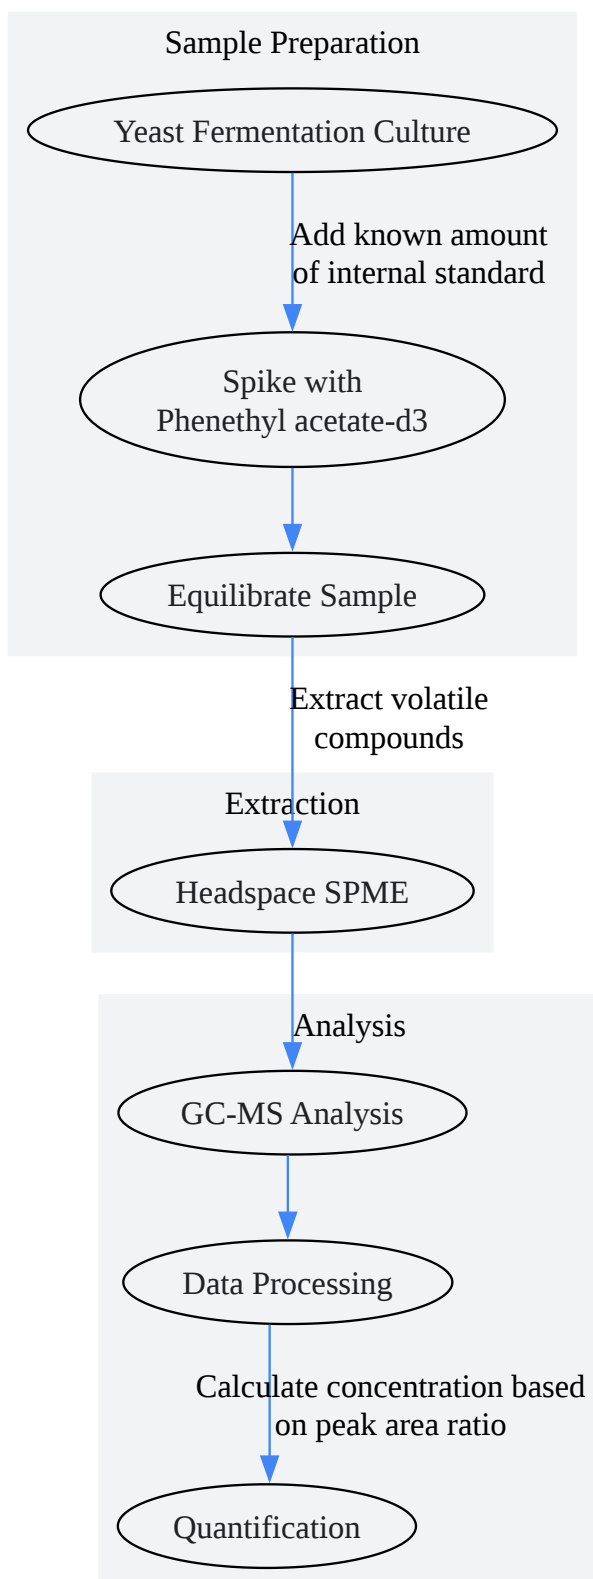 Sample Preparation
Yeast Fermentation Culture
Add known amount
of internal standard
Spike with
Phenethyl acetate-d3
Equilibrate Sample
Extract volatile
compounds
Extraction
Headspace SPME
Analysis
GC-MS Analysis
Data Processing
Calculate concentration based
on peak area ratio
Quantification